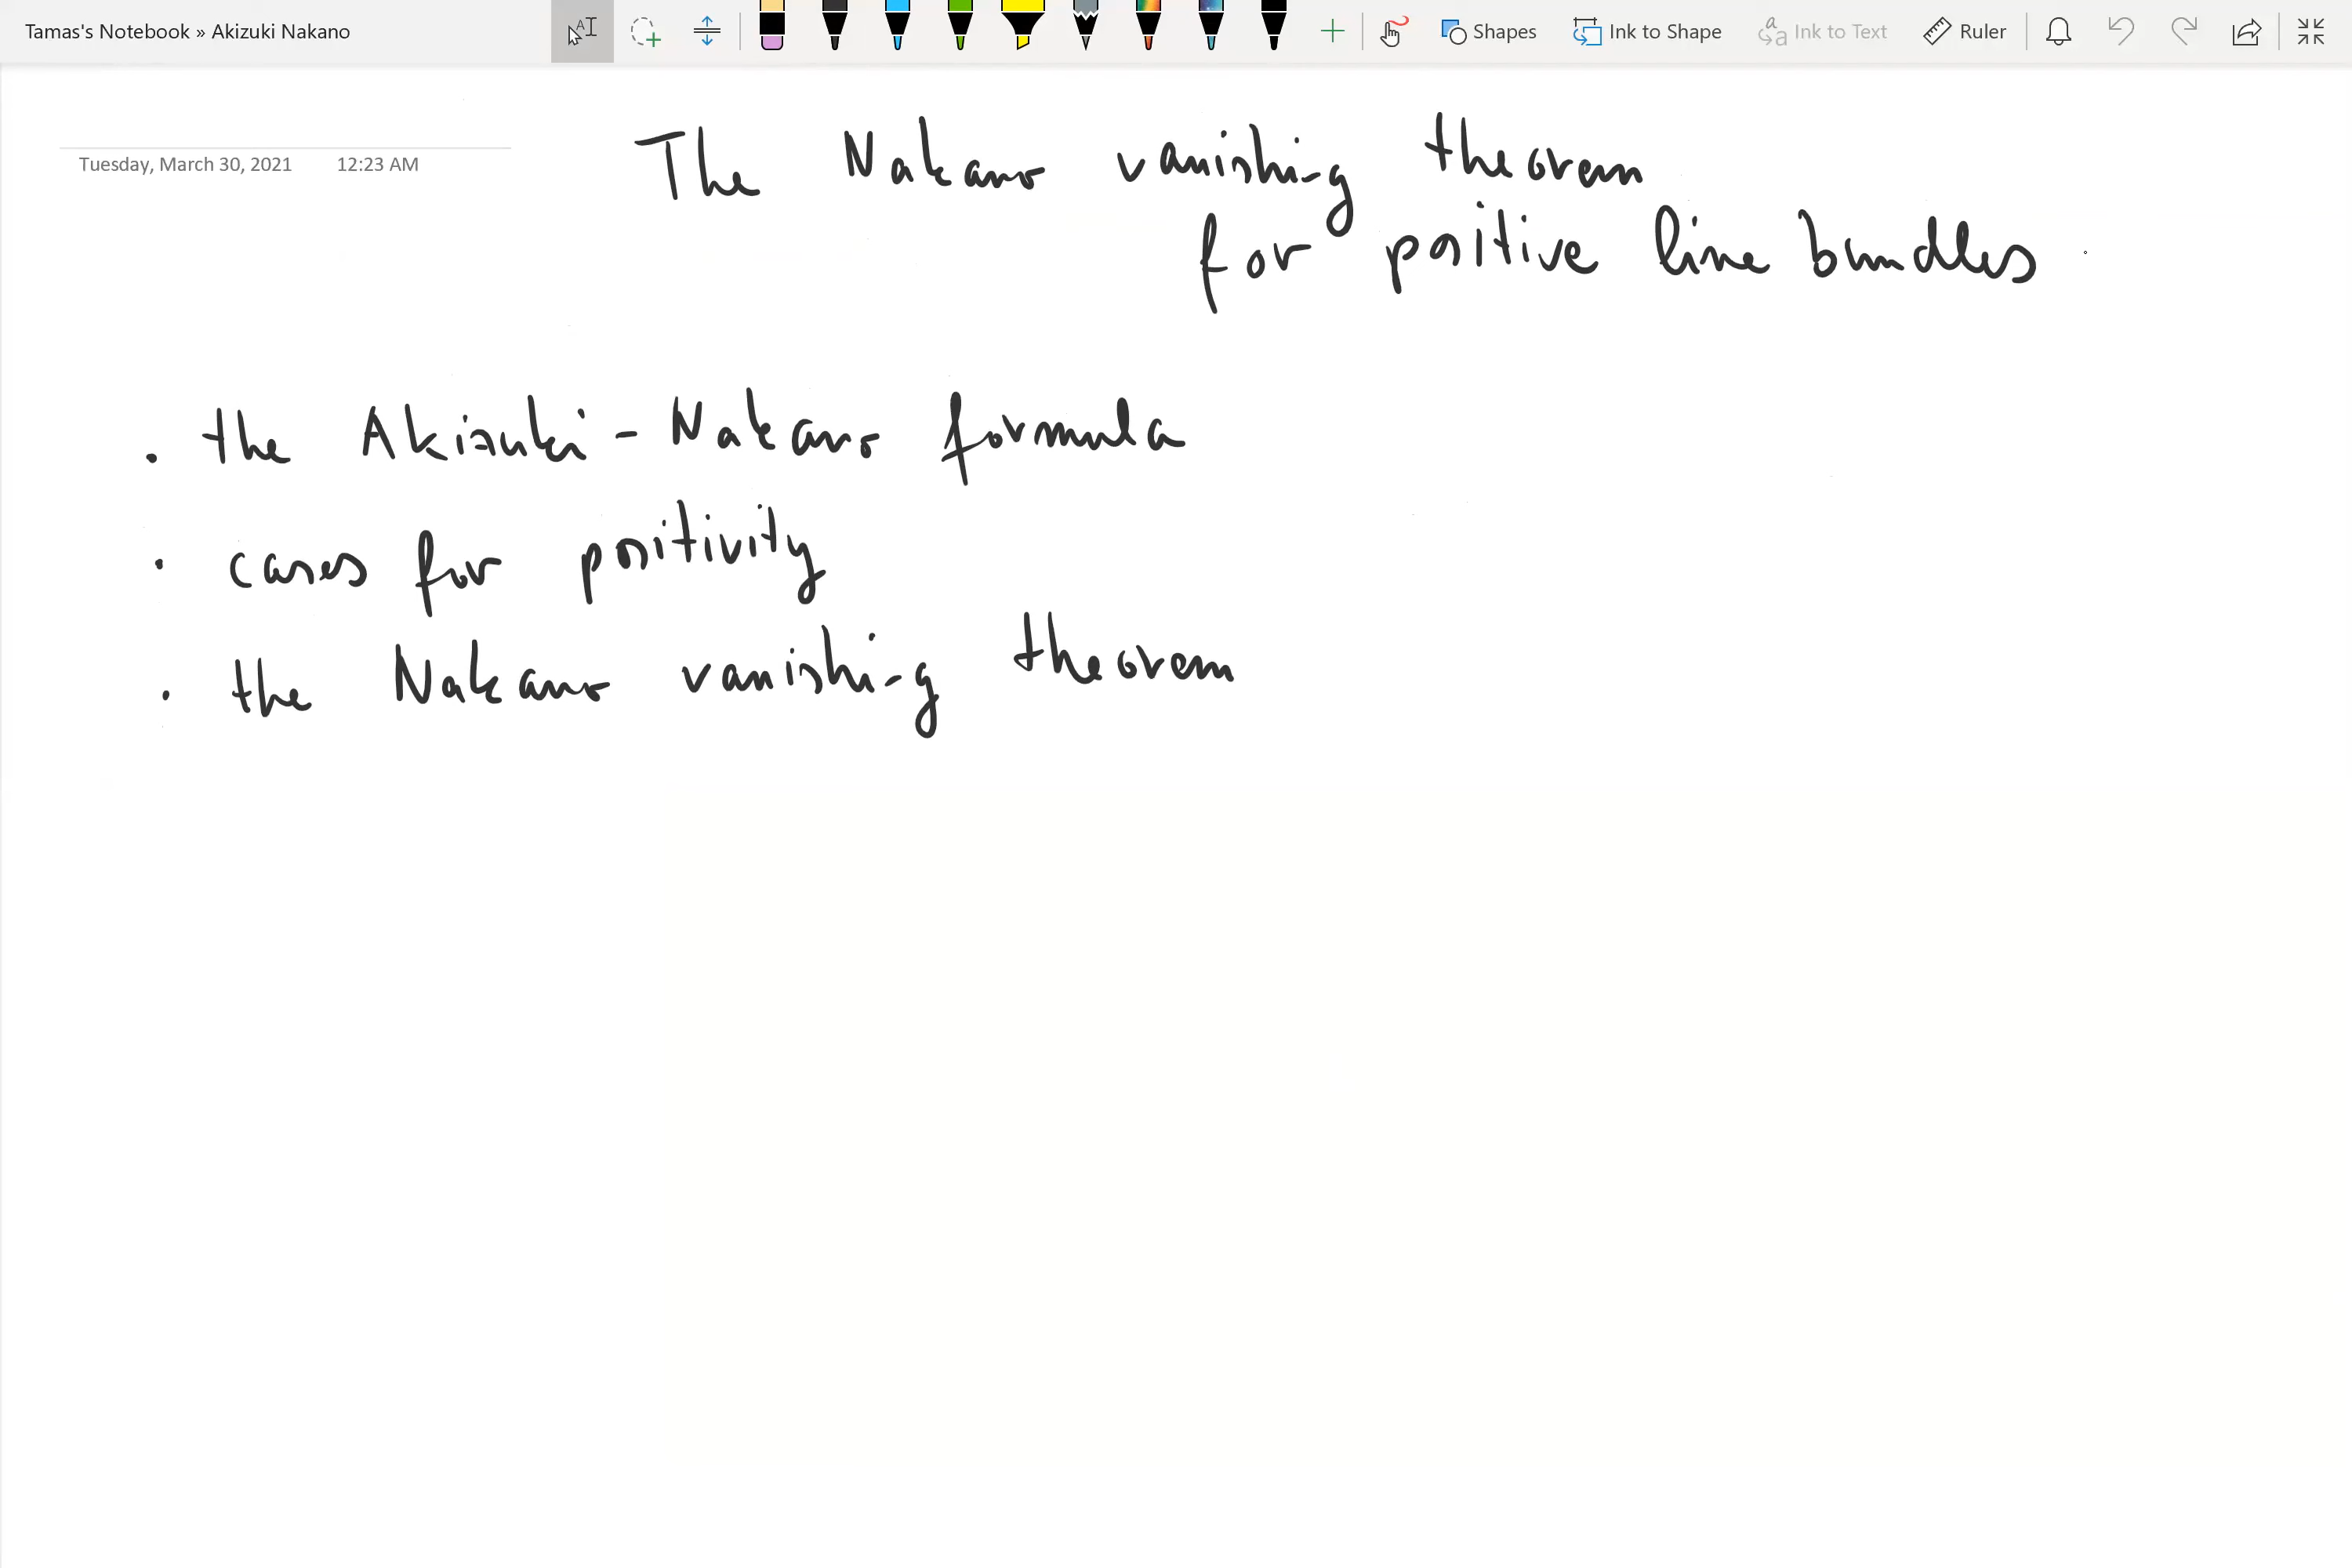 Tamas's Notebook » Akizuki Nakano
Shapes Ink to Shape Ink to Text Ruler
Tuesday, March 30, 2021 12:23 AM
The Nakano vanishing theorem
for positive line bundles
. the Akizuki - Nakano formula
. cases for positivity
. the Nakano vanishing theorem